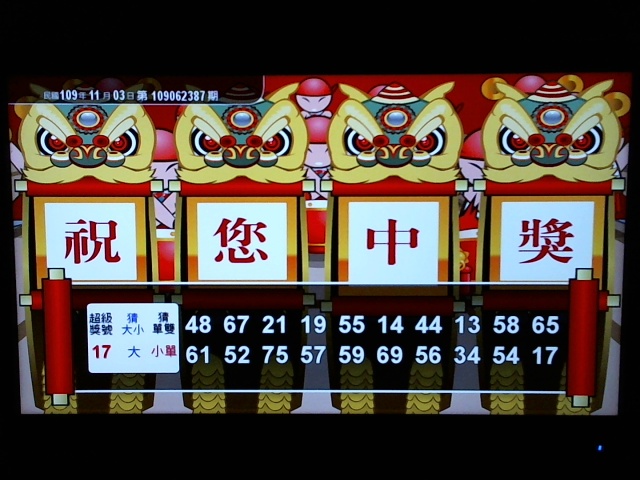 民國109年11月03日第 109062387期
祝您中獎
超級獎號 猜大小 猜單雙
17 大 小單
48 67 21 19 55 14 44 13 58 65
61 52 75 57 59 69 56 34 54 17